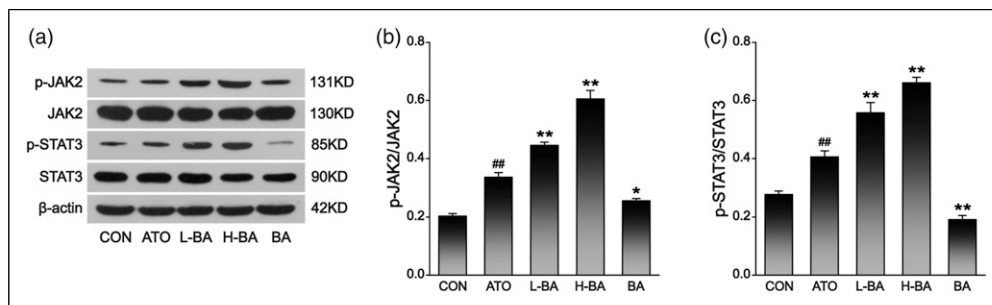 (a)
p-JAK2 131KD
JAK2 130KD
p-STAT3 85KD
STAT3 90KD
β-actin 42KD
CON ATO L-BA H-BA BA
(b)
p-JAK2/JAK2
0.8
0.6
0.4
0.2
0.0
##
**
**
*
CON ATO L-BA H-BA BA
(c)
p-STAT3/STAT3
0.8
0.6
0.4
0.2
0.0
##
**
**
**
CON ATO L-BA H-BA BA